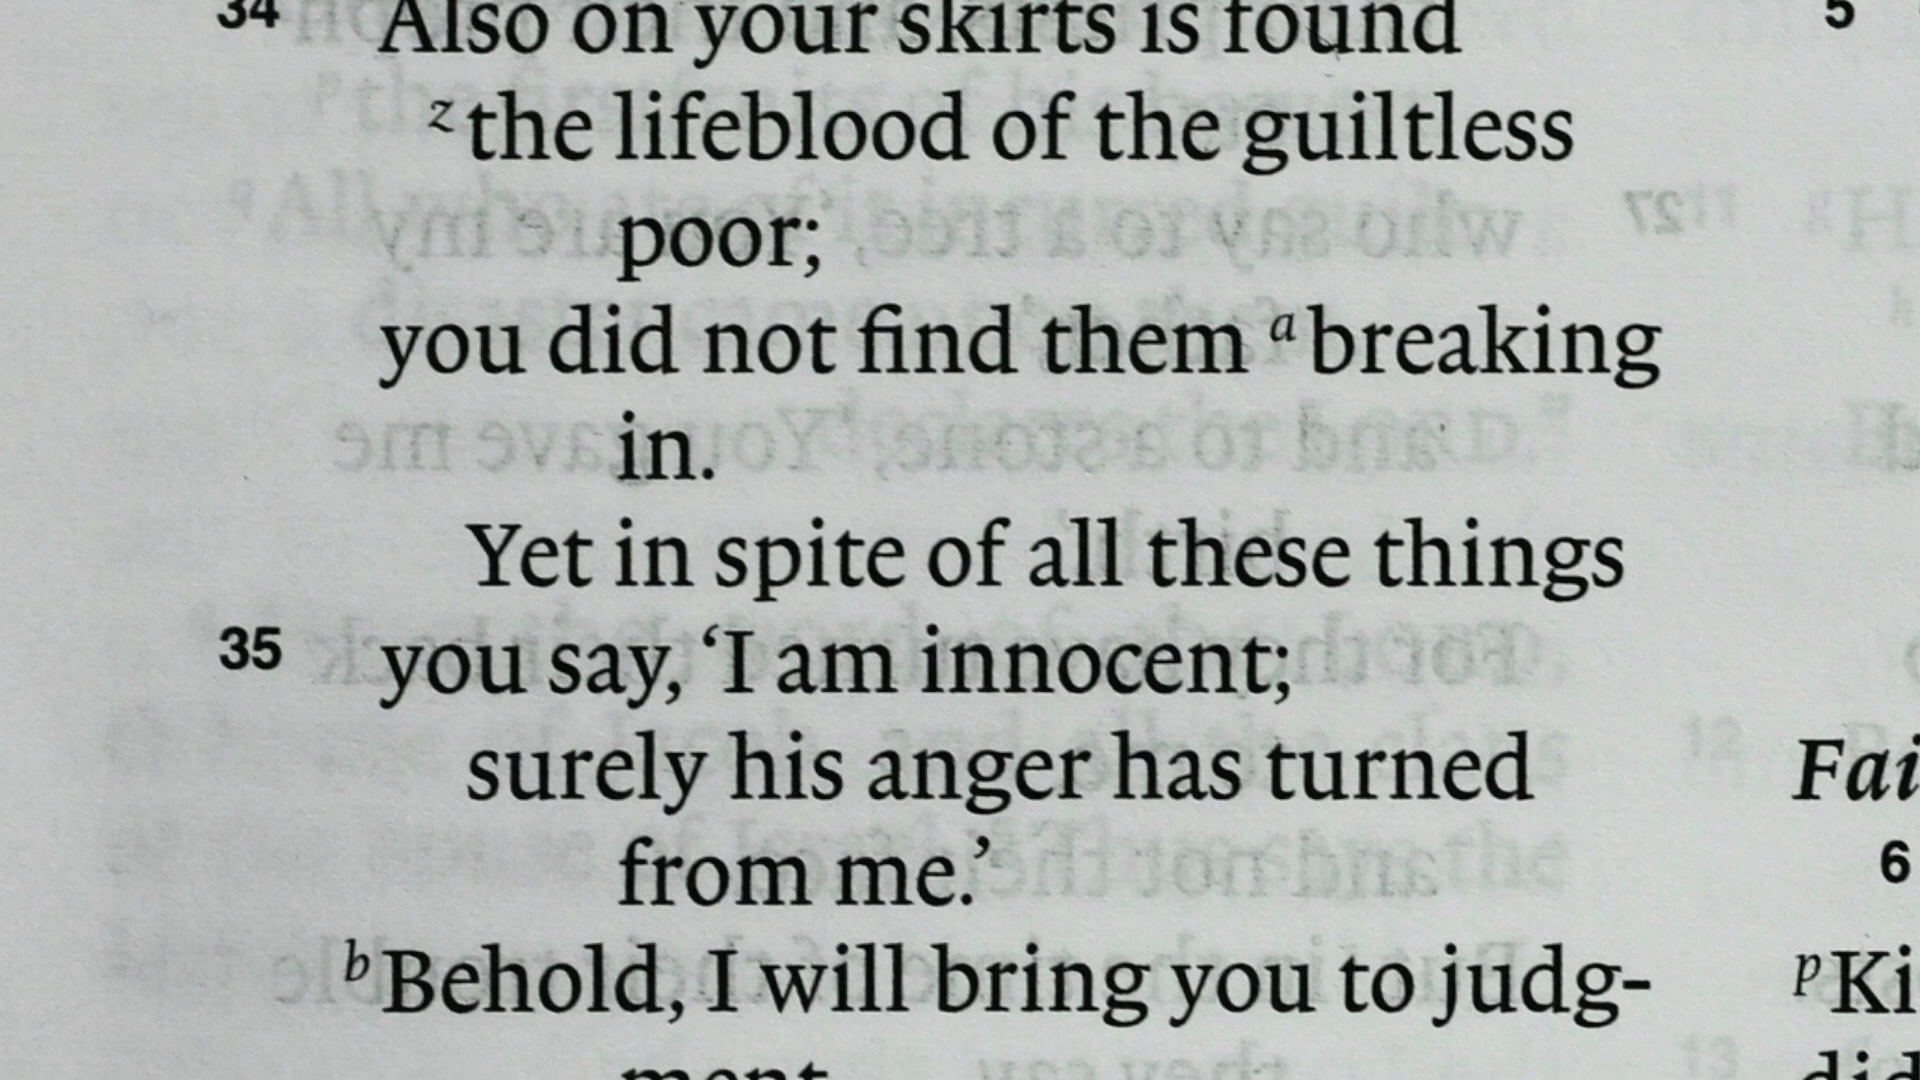 34 Also on your skirts is found
z the lifeblood of the guiltless
poor;
you did not find them a breaking
in.
Yet in spite of all these things
35 you say, ‘I am innocent;
surely his anger has turned
from me.’
b Behold, I will bring you to judg-
ment
5
Fai
6
p Ki
did